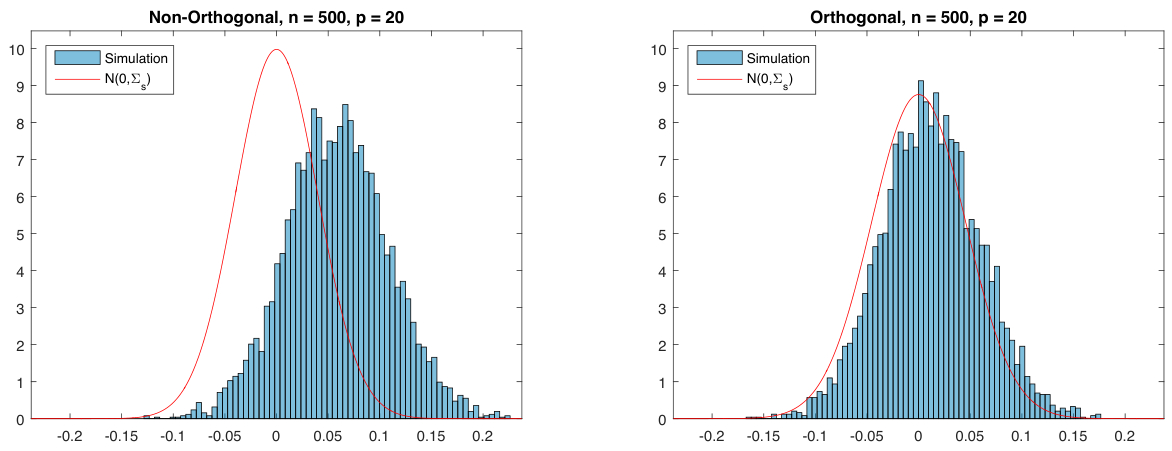 Non-Orthogonal, n = 500, p = 20
Simulation
N(0,Σs)
10
9
8
7
6
5
4
3
2
1
0
-0.2 -0.15 -0.1 -0.05 0 0.05 0.1 0.15 0.2
Orthogonal, n = 500, p = 20
Simulation
N(0,Σs)
10
9
8
7
6
5
4
3
2
1
0
-0.2 -0.15 -0.1 -0.05 0 0.05 0.1 0.15 0.2